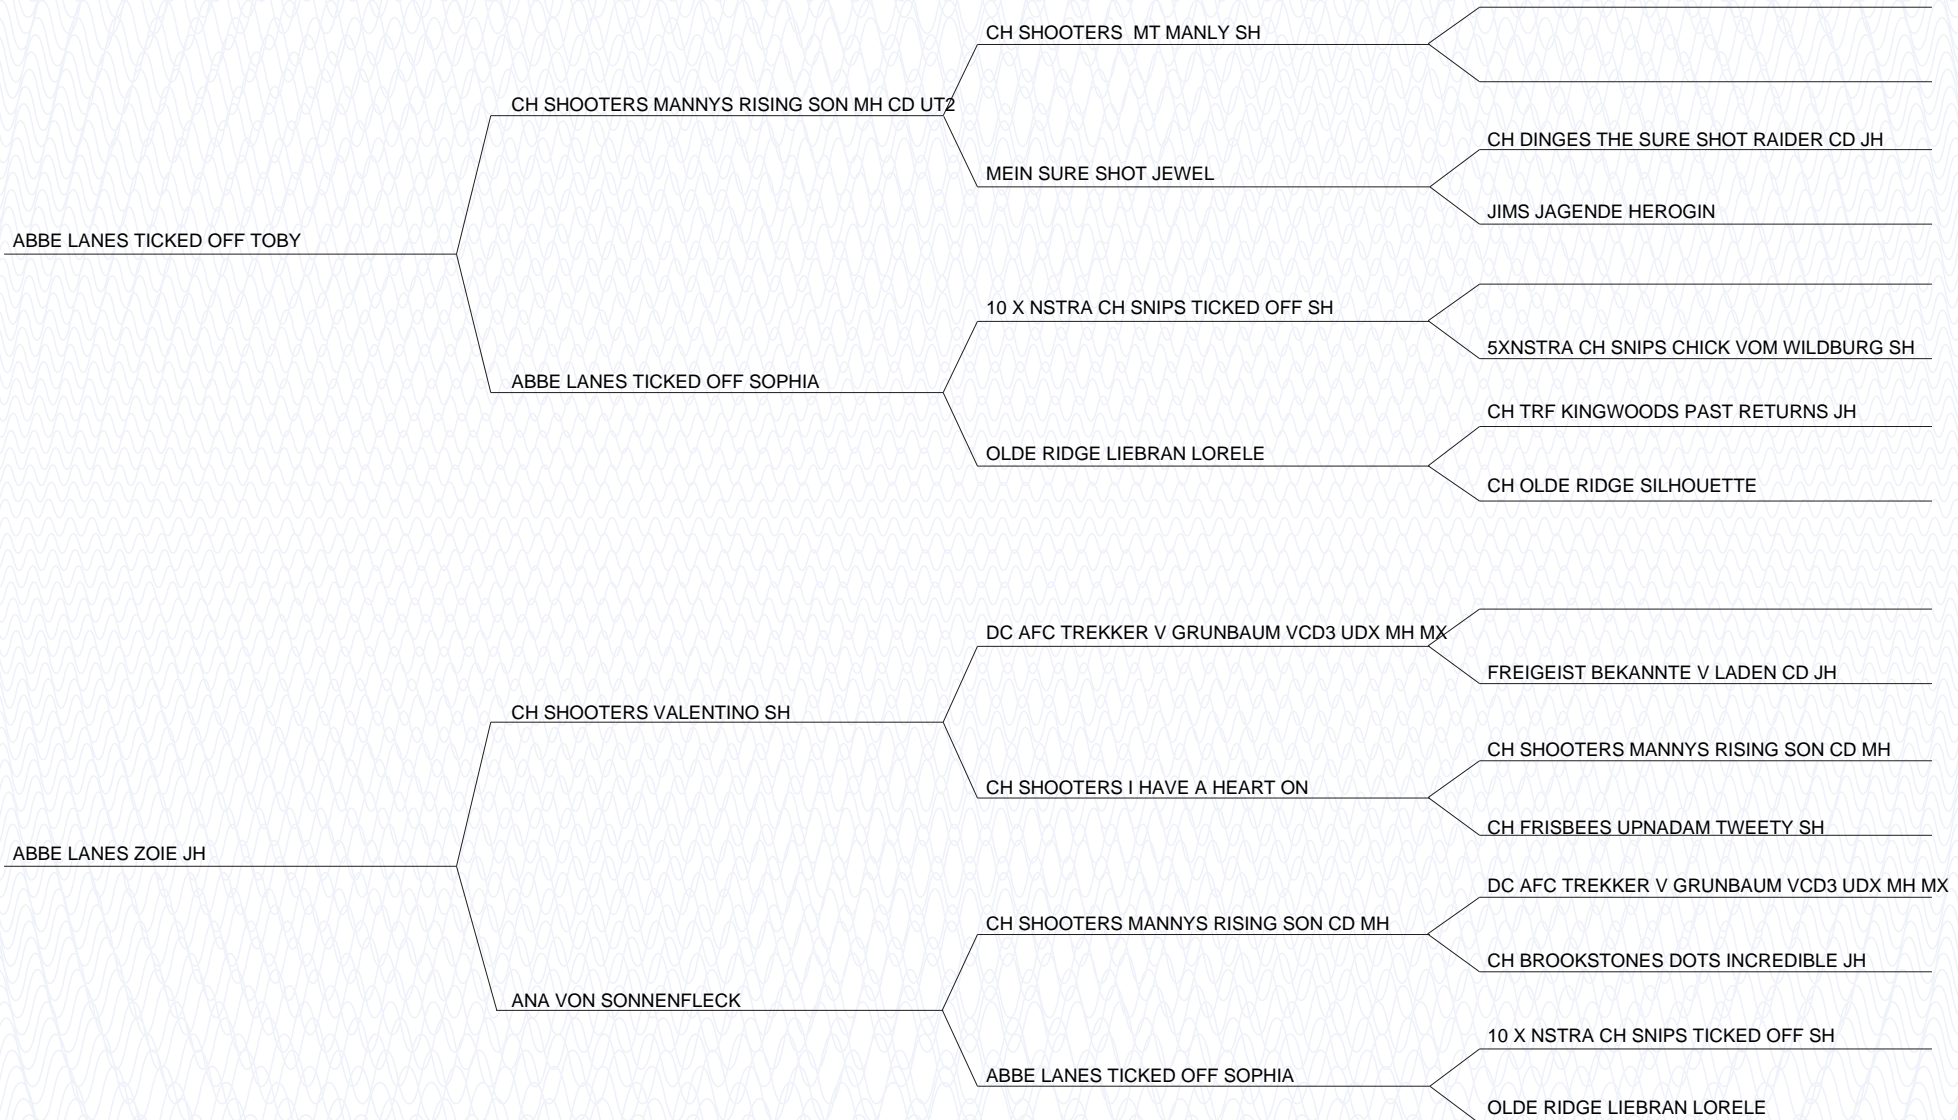 CH SHOOTERS  MT MANLY SH
CH SHOOTERS MANNYS RISING SON MH CD UT2
CH DINGES THE SURE SHOT RAIDER CD JH
MEIN SURE SHOT JEWEL
JIMS JAGENDE HEROGIN
ABBE LANES TICKED OFF TOBY
10 X NSTRA CH SNIPS TICKED OFF SH
5XNSTRA CH SNIPS CHICK VOM WILDBURG SH
ABBE LANES TICKED OFF SOPHIA
CH TRF KINGWOODS PAST RETURNS JH
OLDE RIDGE LIEBRAN LORELE
CH OLDE RIDGE SILHOUETTE
DC AFC TREKKER V GRUNBAUM VCD3 UDX MH MX
FREIGEIST BEKANNTE V LADEN CD JH
CH SHOOTERS VALENTINO SH
CH SHOOTERS MANNYS RISING SON CD MH
CH SHOOTERS I HAVE A HEART ON
CH FRISBEES UPNADAM TWEETY SH
ABBE LANES ZOIE JH
DC AFC TREKKER V GRUNBAUM VCD3 UDX MH MX
CH SHOOTERS MANNYS RISING SON CD MH
CH BROOKSTONES DOTS INCREDIBLE JH
ANA VON SONNENFLECK
10 X NSTRA CH SNIPS TICKED OFF SH
ABBE LANES TICKED OFF SOPHIA
OLDE RIDGE LIEBRAN LORELE